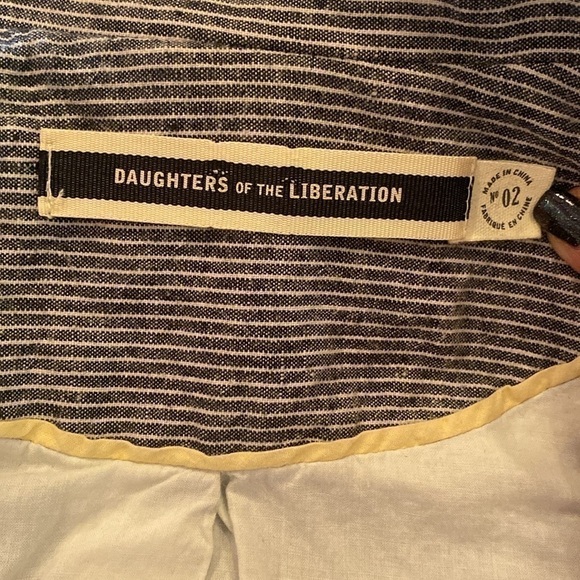 DAUGHTERS OF THE LIBERATION
MADE IN CHINA
Nº 02
FABRIQUÉ EN CHINE